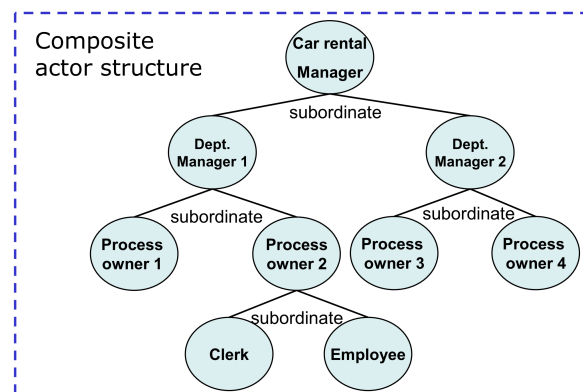 Composite
actor structure
Car rental
Manager
subordinate
Dept.
Manager 1
Dept.
Manager 2
subordinate
subordinate
Process
owner 1
Process
owner 2
Process
owner 3
Process
owner 4
subordinate
Clerk
Employee